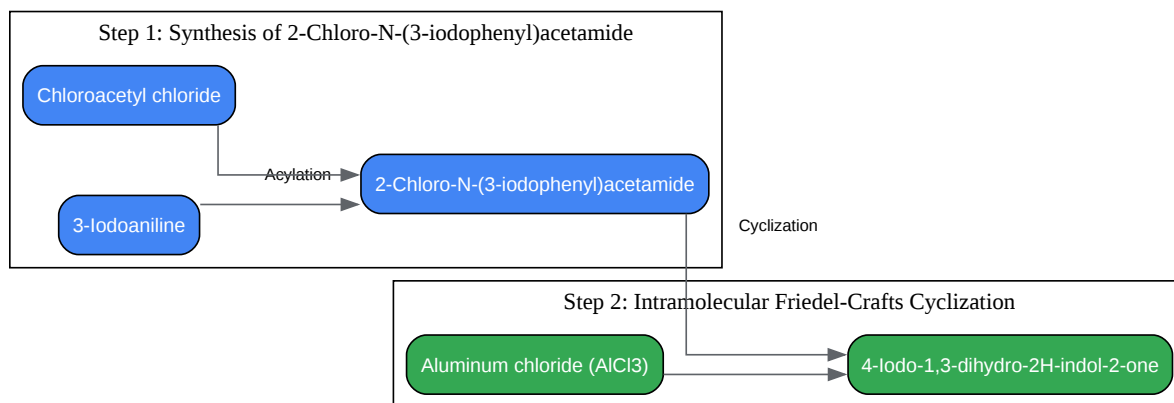 Step 1: Synthesis of 2-Chloro-N-(3-iodophenyl)acetamide
Chloroacetyl chloride
Acylation
2-Chloro-N-(3-iodophenyl)acetamide
3-Iodoaniline
Cyclization
Step 2: Intramolecular Friedel-Crafts Cyclization
Aluminum chloride (AlCl3)
4-Iodo-1,3-dihydro-2H-indol-2-one